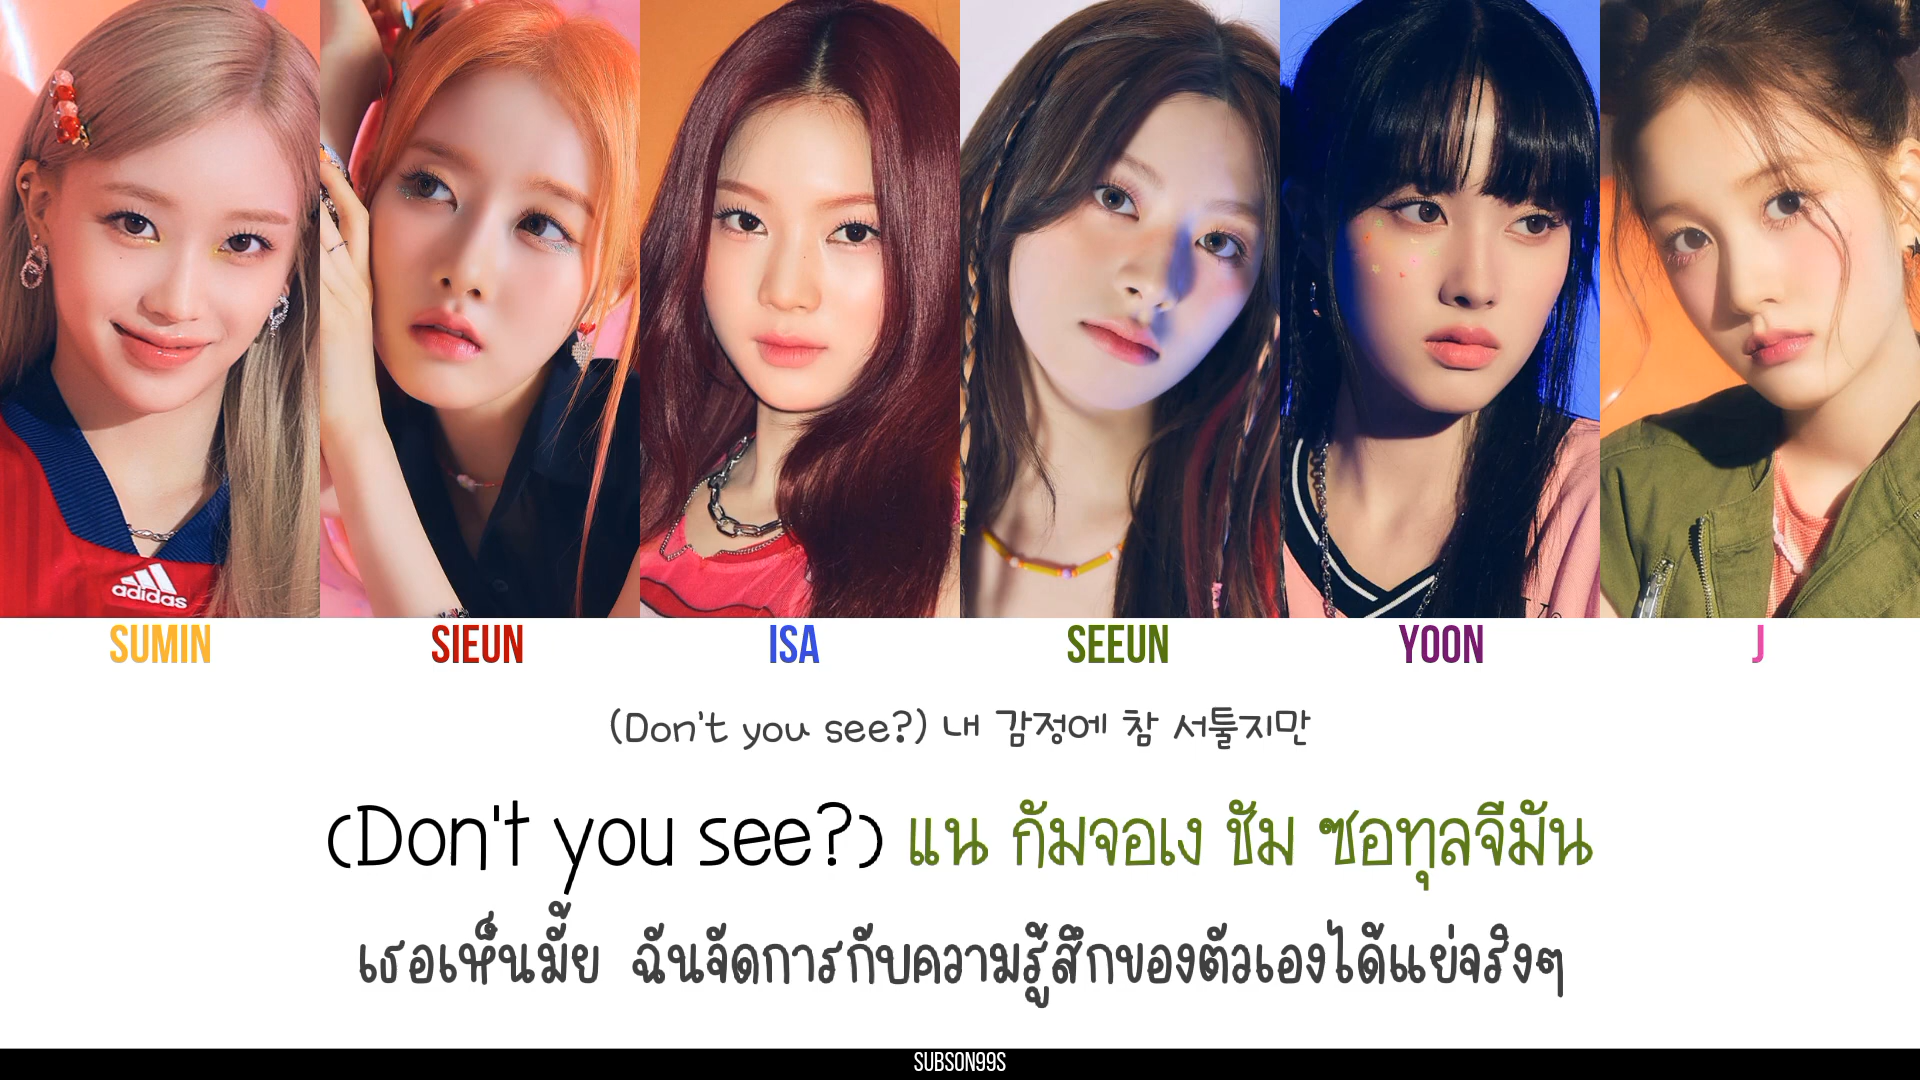 adidas
SUMIN SIEUN ISA SEEUN YOON J
(Don't you see?) 내 감정에 참 서툴지만
(Don't you see?) แน กัมจอเง ชัม ซอทุลจีมัน
เธอเห็นมั้ย ฉันจัดการกับความรู้สึกของตัวเองได้แย่จริงๆ
SUBSON99S